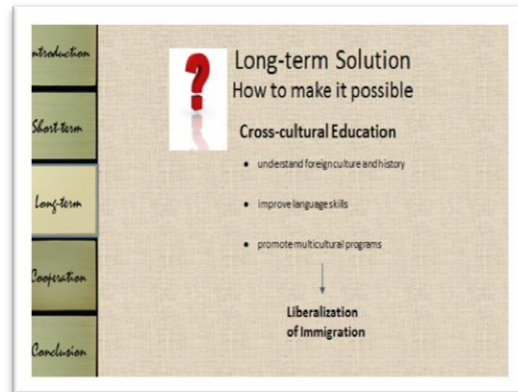 Introduction
Short-term
Long-term
Cooperation
Conclusion
?
Long-term Solution
How to make it possible
Cross-cultural Education
• understand foreign culture and history
• improve language skills
• promote multicultural programs
Liberalization
of Immigration